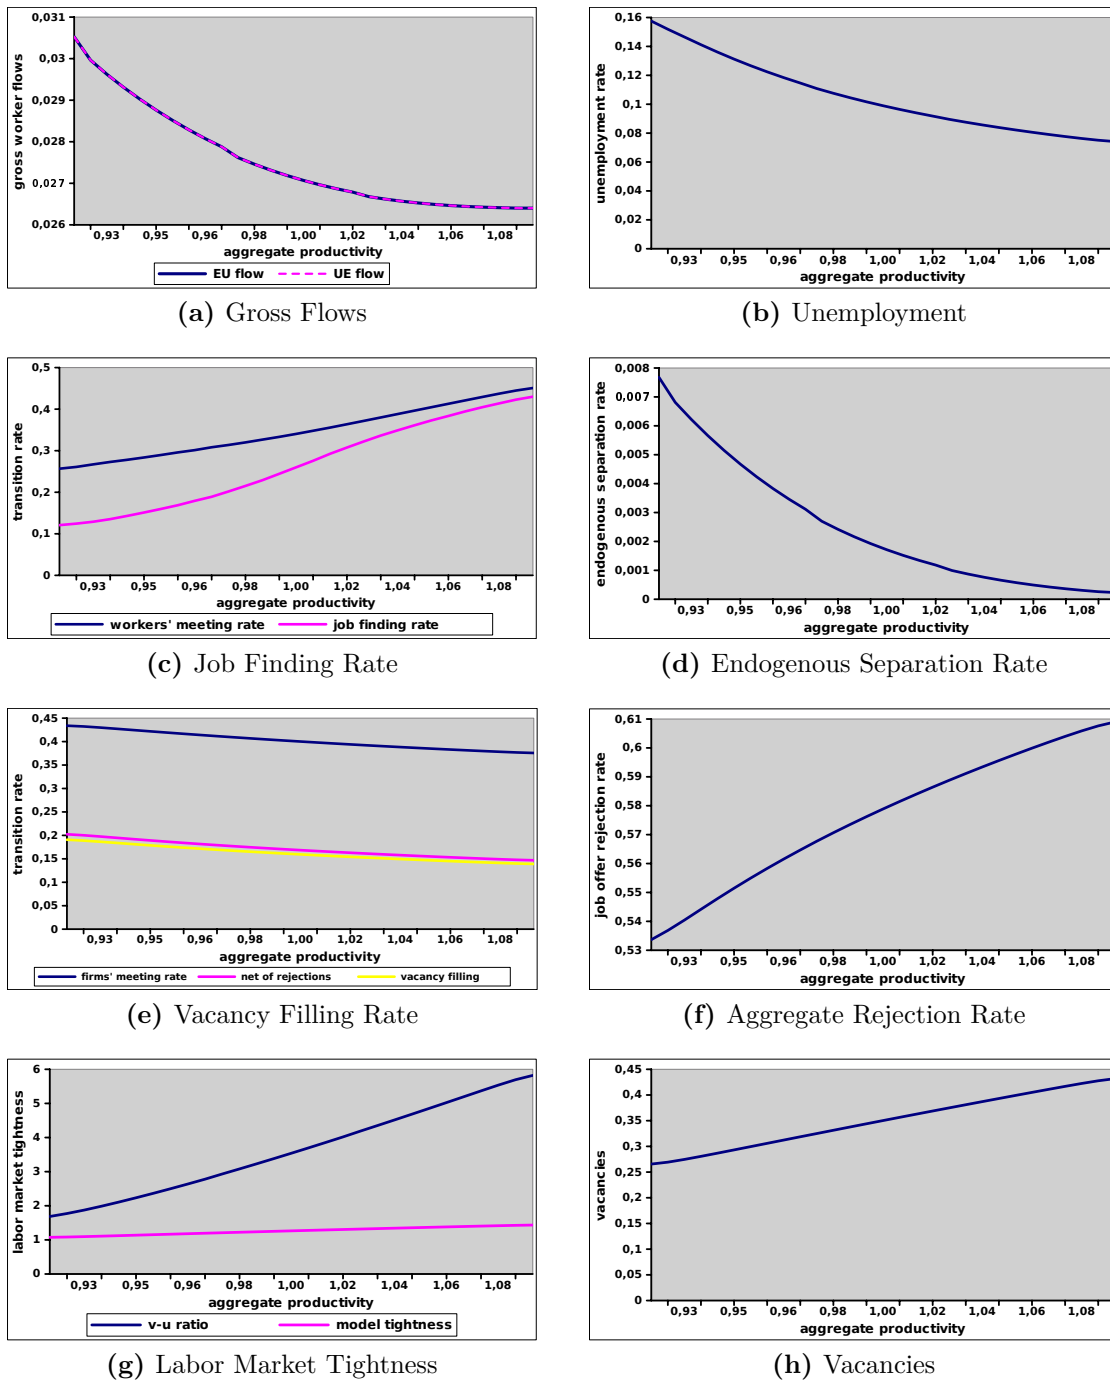 0,031
0,03
0,029
0,028
0,027
0,026
gross worker flows
0,93 0,95 0,96 0,98 1,00 1,02 1,04 1,06 1,08
aggregate productivity
EU flow UE flow
(a) Gross Flows
0,16
0,14
0,12
0,1
0,08
0,06
0,04
0,02
0
unemployment rate
0,93 0,95 0,96 0,98 1,00 1,02 1,04 1,06 1,08
aggregate productivity
(b) Unemployment
0,5
0,4
0,3
0,2
0,1
0
transition rate
0,93 0,95 0,96 0,98 1,00 1,02 1,04 1,06 1,08
aggregate productivity
workers' meeting rate job finding rate
(c) Job Finding Rate
0,008
0,007
0,006
0,005
0,004
0,003
0,002
0,001
0
endogenous separation rate
0,93 0,95 0,96 0,98 1,00 1,02 1,04 1,06 1,08
aggregate productivity
(d) Endogenous Separation Rate
0,45
0,4
0,35
0,3
0,25
0,2
0,15
0,1
0,05
0
transition rate
0,93 0,95 0,96 0,98 1,00 1,02 1,04 1,06 1,08
aggregate productivity
firms' meeting rate net of rejections vacancy filling
(e) Vacancy Filling Rate
0,61
0,6
0,59
0,58
0,57
0,56
0,55
0,54
0,53
job offer rejection rate
0,93 0,95 0,96 0,98 1,00 1,02 1,04 1,06 1,08
aggregate productivity
(f) Aggregate Rejection Rate
6
5
4
3
2
1
0
labor market tightness
0,93 0,95 0,96 0,98 1,00 1,02 1,04 1,06 1,08
aggregate productivity
v-u ratio model tightness
(g) Labor Market Tightness
0,45
0,4
0,35
0,3
0,25
0,2
0,15
0,1
0,05
0
vacancies
0,93 0,95 0,96 0,98 1,00 1,02 1,04 1,06 1,08
aggregate productivity
(h) Vacancies